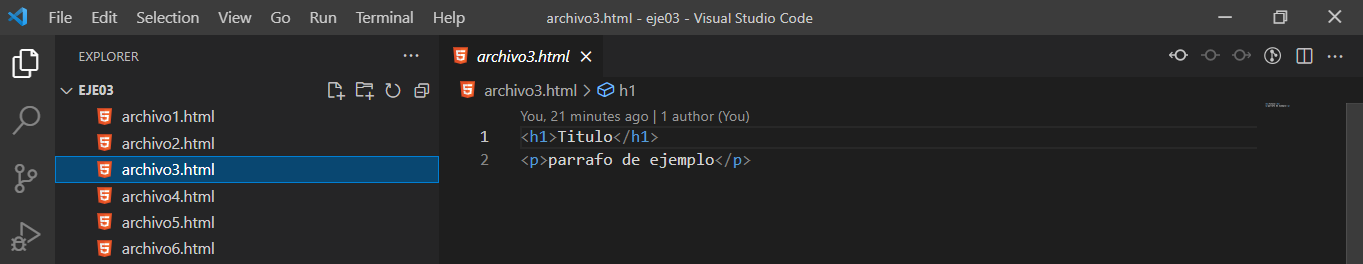 File Edit Selection View Go Run Terminal Help archivo3.html - eje03 - Visual Studio Code
EXPLORER
EJE03
archivo1.html
archivo2.html
archivo3.html
archivo4.html
archivo5.html
archivo6.html
archivo3.html
archivo3.html > h1
You, 21 minutes ago | 1 author (You)
1 <h1>Titulo</h1>
2 <p>parrafo de ejemplo</p>